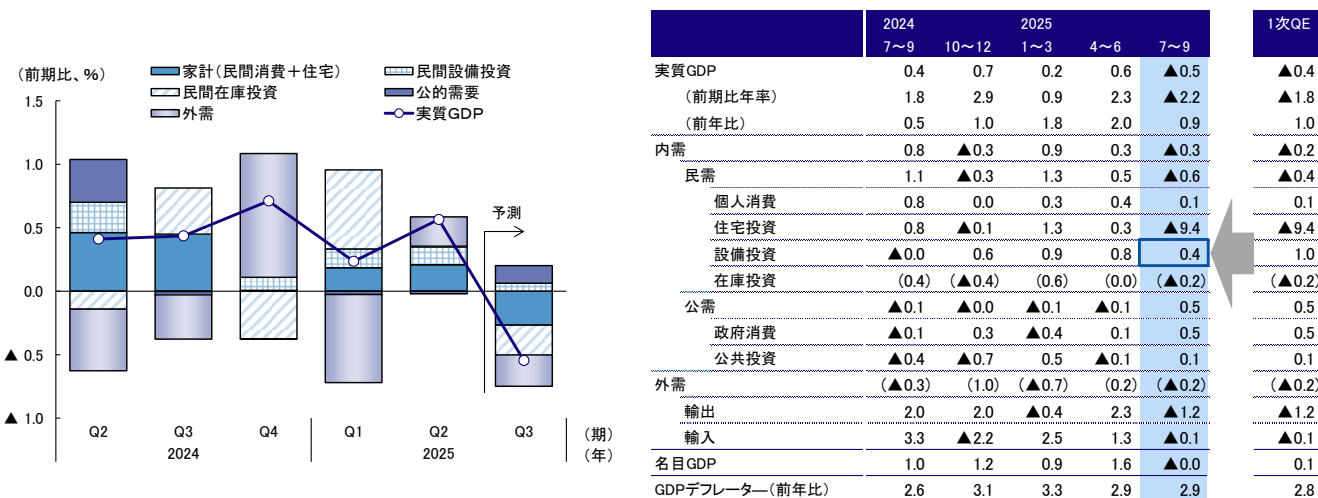 (前期比、%)
家計(民間消費+住宅)
民間設備投資
民間在庫投資
公的需要
外需
実質GDP
1.5
1.0
0.5
0.0
▲ 0.5
▲ 1.0
予測
Q2 Q3 Q4 Q1 Q2 Q3 (期)
2024 2025 (年)
2024 2025 1次QE
7~9 10~12 1~3 4~6 7~9
実質GDP 0.4 0.7 0.2 0.6 ▲0.5 ▲0.4
(前期比年率) 1.8 2.9 0.9 2.3 ▲2.2 ▲1.8
(前年比) 0.5 1.0 1.8 2.0 0.9 1.0
内需 0.8 ▲0.3 0.9 0.3 ▲0.3 ▲0.2
民需 1.1 ▲0.3 1.3 0.5 ▲0.6 ▲0.4
個人消費 0.8 0.0 0.3 0.4 0.1 0.1
住宅投資 0.8 ▲0.1 1.3 0.3 ▲9.4 ▲9.4
設備投資 ▲0.0 0.6 0.9 0.8 0.4 1.0
在庫投資 (0.4) (▲0.4) (0.6) (0.0) (▲0.2) (▲0.2)
公需 ▲0.1 ▲0.0 ▲0.1 ▲0.1 0.5 0.5
政府消費 ▲0.1 0.3 ▲0.4 0.1 0.5 0.5
公共投資 ▲0.4 ▲0.7 0.5 ▲0.1 0.1 0.1
外需 (▲0.3) (1.0) (▲0.7) (0.2) (▲0.2) (▲0.2)
輸出 2.0 2.0 ▲0.4 2.3 ▲1.2 ▲1.2
輸入 3.3 ▲2.2 2.5 1.3 ▲0.1 ▲0.1
名目GDP 1.0 1.2 0.9 1.6 ▲0.0 0.1
GDPデフレーター(前年比) 2.6 3.1 3.3 2.9 2.9 2.8